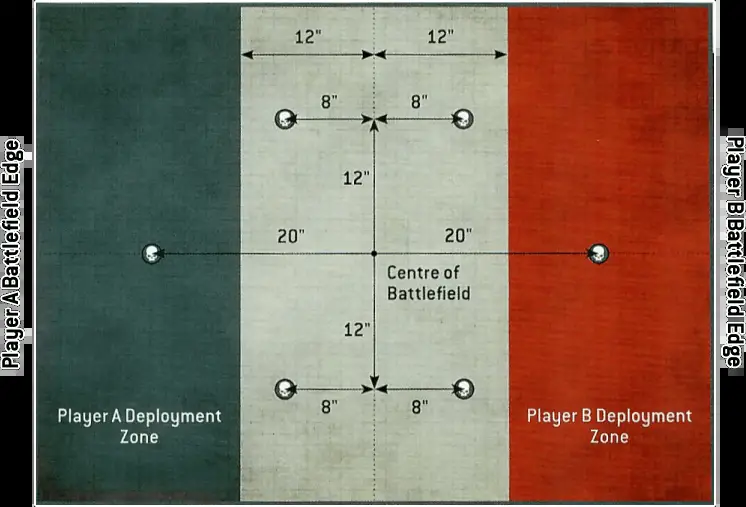 12" 12"
8" 8"
12"
20" 20"
Centre of
Battlefield
12"
8" 8"
Player A Deployment
Zone
Player B Deployment
Zone
Player A Battlefield Edge
Player B Battlefield Edge